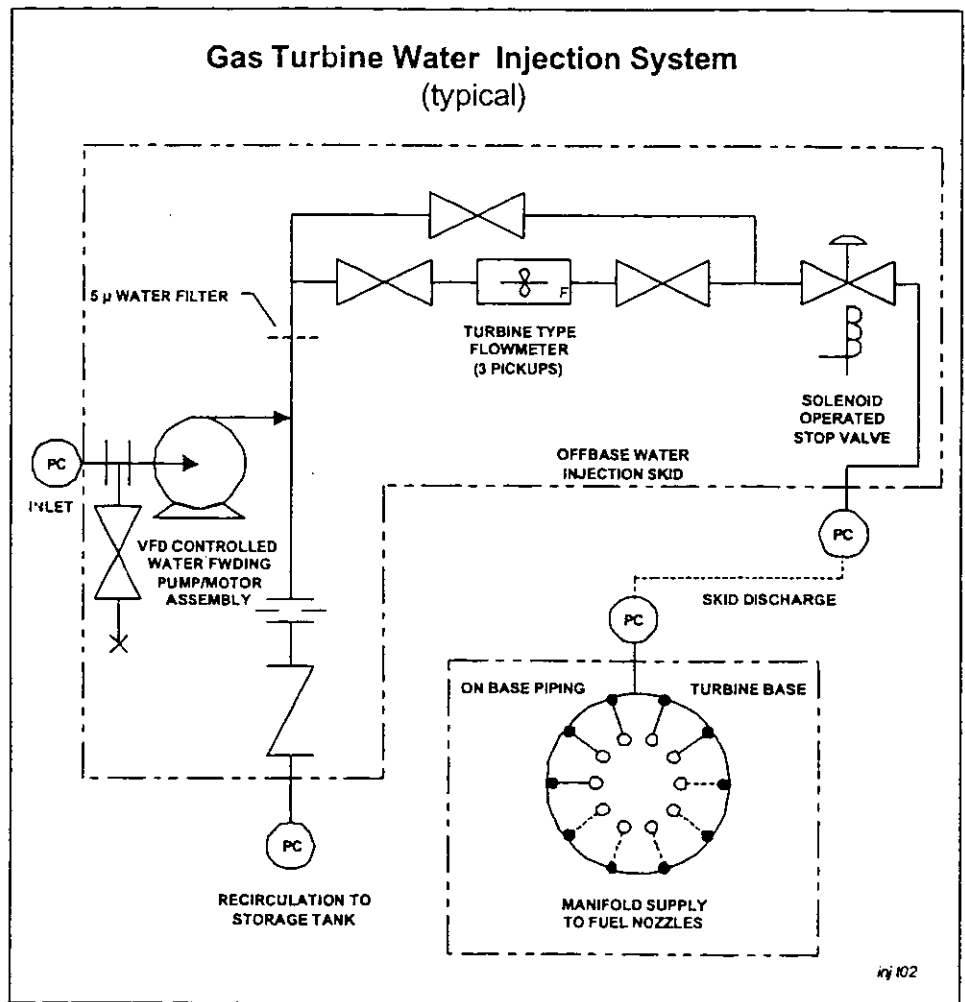 Gas Turbine Water Injection System
(typical)
5 µ WATER FILTER
F
TURBINE TYPE
FLOWMETER
(3 PICKUPS)
SOLENOID
OPERATED
STOP VALVE
OFFBASE WATER
INJECTION SKID
PC
INLET
VFD CONTROLLED
WATER FWDING
PUMP/MOTOR
ASSEMBLY
PC
SKID DISCHARGE
PC
ON BASE PIPING
TURBINE BASE
PC
RECIRCULATION TO
STORAGE TANK
MANIFOLD SUPPLY
TO FUEL NOZZLES
inj t02